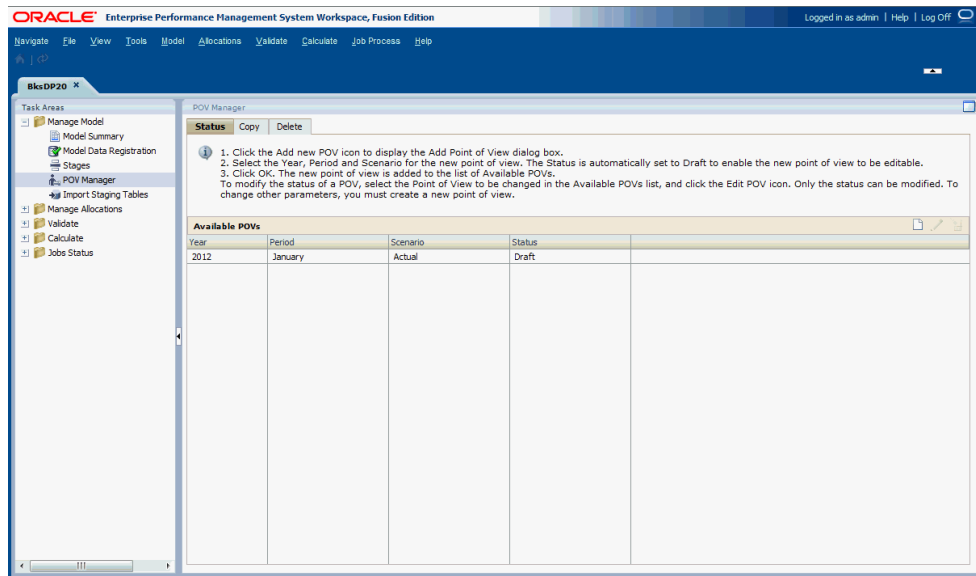 ORACLE Enterprise Performance Management System Workspace, Fusion Edition
Logged in as admin | Help | Log Off
Navigate File View Tools Model Allocations Validate Calculate Job Process Help
BksDP20 ×
Task Areas
Manage Model
Model Summary
Model Data Registration
Stages
POV Manager
Import Staging Tables
Manage Allocations
Validate
Calculate
Jobs Status
POV Manager
Status Copy Delete
1. Click the Add new POV icon to display the Add Point of View dialog box.
2. Select the Year, Period and Scenario for the new point of view. The Status is automatically set to Draft to enable the new point of view to be editable.
3. Click OK. The new point of view is added to the list of Available POVs.
To modify the status of a POV, select the Point of View to be changed in the Available POVs list, and click the Edit POV icon. Only the status can be modified. To
change other parameters, you must create a new point of view.
Available POVs
Year Period Scenario Status
2012 January Actual Draft